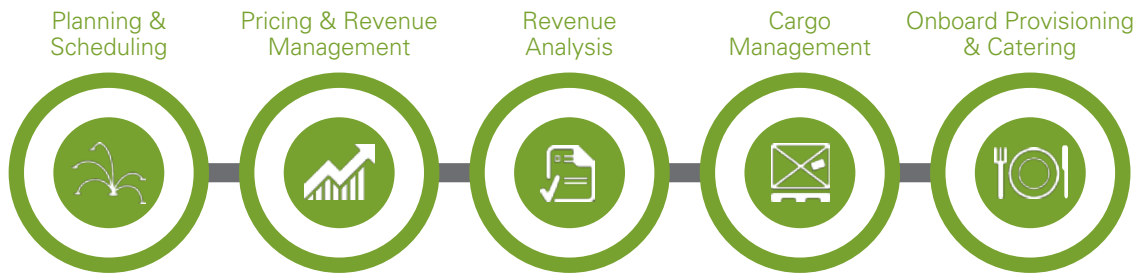 Planning &
Scheduling
Pricing & Revenue
Management
Revenue
Analysis
Cargo
Management
Onboard Provisioning
& Catering